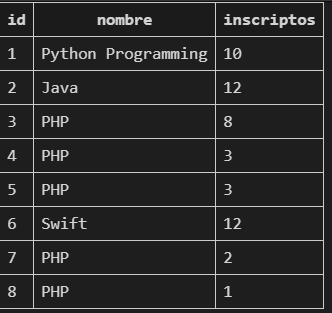 id nombre inscriptos
1 Python Programming 10
2 Java 12
3 PHP 8
4 PHP 3
5 PHP 3
6 Swift 12
7 PHP 2
8 PHP 1